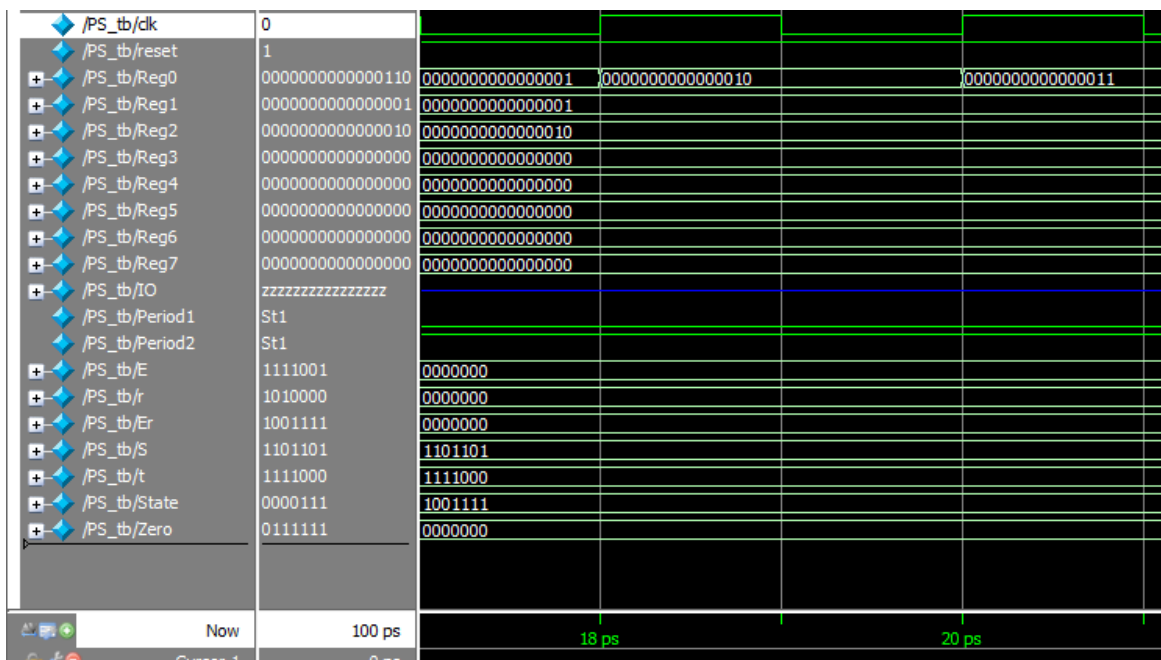 /PS_tb/clk 0
/PS_tb/reset 1
/PS_tb/Reg0 0000000000000110 0000000000000001 0000000000000010 0000000000000011
/PS_tb/Reg1 0000000000000001 0000000000000001
/PS_tb/Reg2 0000000000000010 0000000000000010
/PS_tb/Reg3 0000000000000000 0000000000000000
/PS_tb/Reg4 0000000000000000 0000000000000000
/PS_tb/Reg5 0000000000000000 0000000000000000
/PS_tb/Reg6 0000000000000000 0000000000000000
/PS_tb/Reg7 0000000000000000 0000000000000000
/PS_tb/IO zzzzzzzzzzzzzzzz
/PS_tb/Period1 St1
/PS_tb/Period2 St1
/PS_tb/E 1111001 0000000
/PS_tb/r 1010000 0000000
/PS_tb/Er 1001111 0000000
/PS_tb/S 1101101 1101101
/PS_tb/t 1111000 1111000
/PS_tb/State 0000111 1001111
/PS_tb/Zero 0111111 0000000
Now 100 ps 18 ps 20 ps
Cursor 1 0 ps